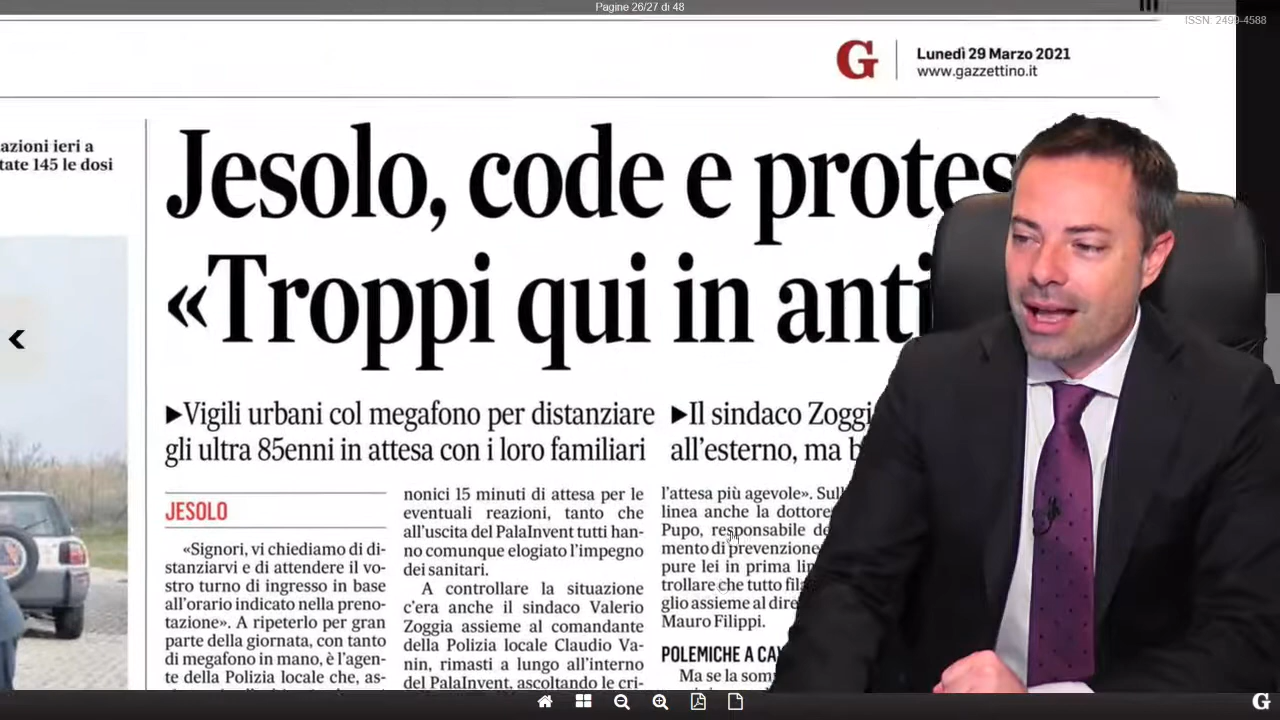 Pagine 26/27 di 48
ISSN: 2499-4588
G
Lunedì 29 Marzo 2021
www.gazzettino.it
azioni ieri a
tate 145 le dosi
Jesolo, code e protes
«Troppi qui in anti
▶Vigili urbani col megafono per distanziare
gli ultra 85enni in attesa con i loro familiari
▶Il sindaco Zoggi
all'esterno, ma b
JESOLO
«Signori, vi chiediamo di di-
stanziarvi e di attendere il vo-
stro turno di ingresso in base
all'orario indicato nella preno-
tazione». A ripeterlo per gran
parte della giornata, con tanto
di megafono in mano, è l'agen-
te della Polizia locale che, as-
nonici 15 minuti di attesa per le
eventuali reazioni, tanto che
all'uscita del PalaInvent tutti han-
no comunque elogiato l'impegno
dei sanitari.
A controllare la situazione
c'era anche il sindaco Valerio
Zoggia assieme al comandante
della Polizia locale Claudio Va-
nin, rimasti a lungo all'interno
del PalaInvent, ascoltando le cri-
l'attesa più agevole». Sull
linea anche la dottore
Pupo, responsabile de
mento di prevenzione
pure lei in prima lin
trollare che tutto fila
glio assieme al dire
Mauro Filippi.
POLEMICHE A CAV
Ma se la som
G